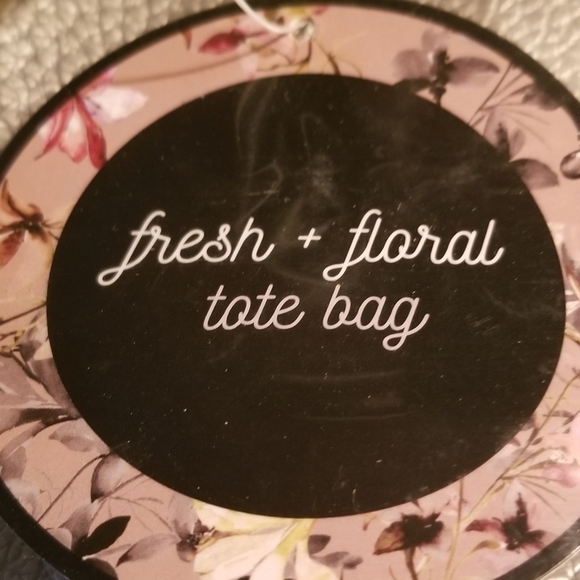 fresh + floral
tote bag